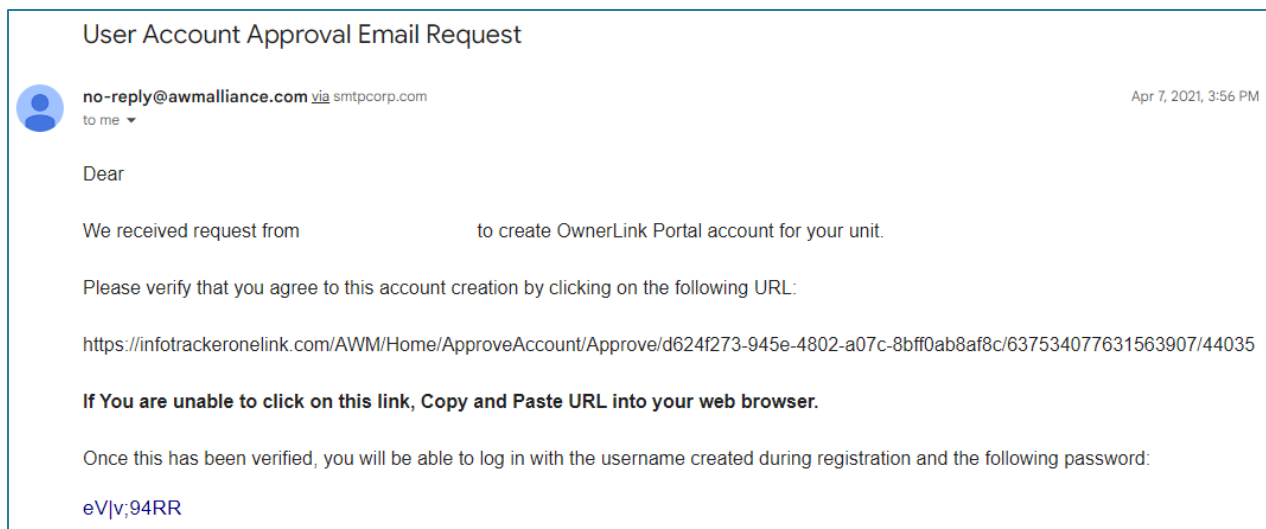 User Account Approval Email Request
no-reply@awmalliance.com via smtpcorp.com Apr 7, 2021, 3:56 PM
to me
Dear
We received request from to create OwnerLink Portal account for your unit.
Please verify that you agree to this account creation by clicking on the following URL:
https://infotrackeronelink.com/AWM/Home/ApproveAccount/Approve/d624f273-945e-4802-a07c-8bff0ab8af8c/637534077631563907/44035
If You are unable to click on this link, Copy and Paste URL into your web browser.
Once this has been verified, you will be able to log in with the username created during registration and the following password:
eV|v;94RR